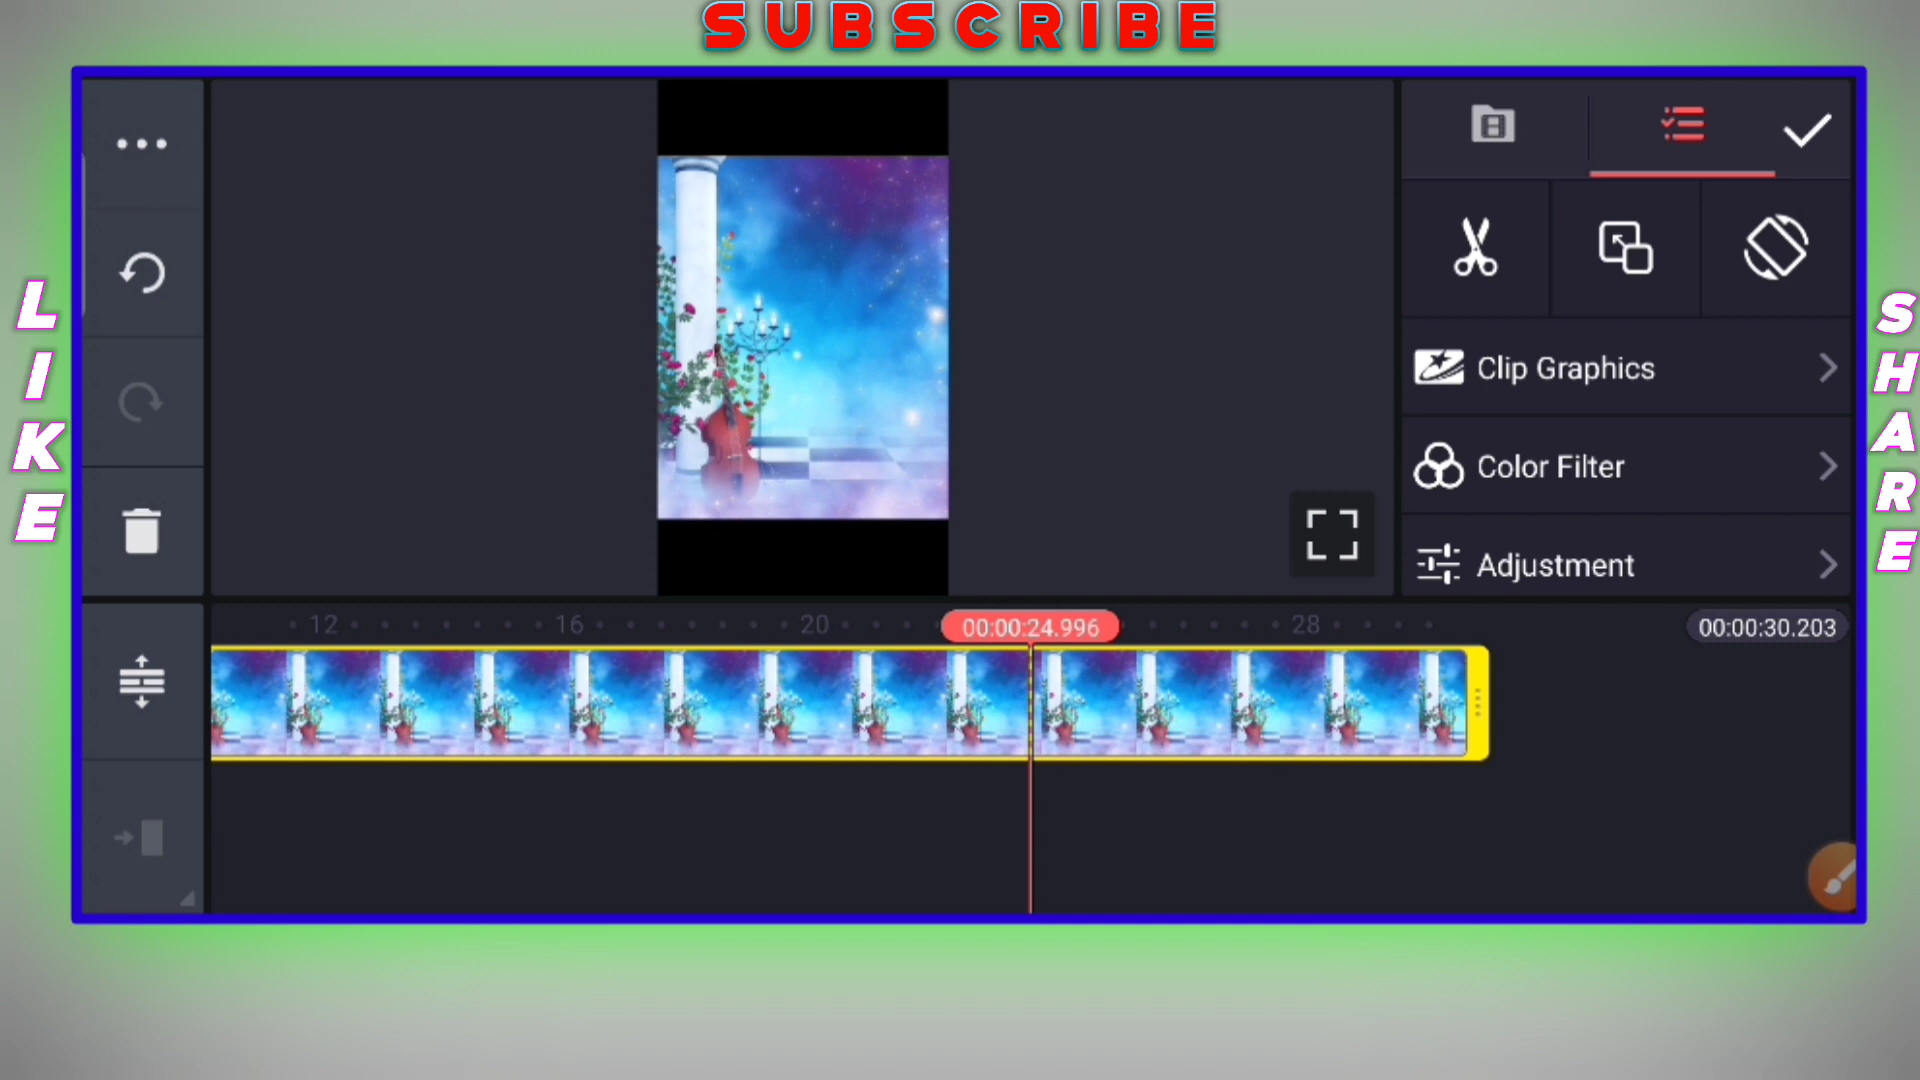 SUBSCRIBE
LIKE
SHARE
Clip Graphics
Color Filter
Adjustment
12
16
20
00:00:24.996
28
00:00:30.203